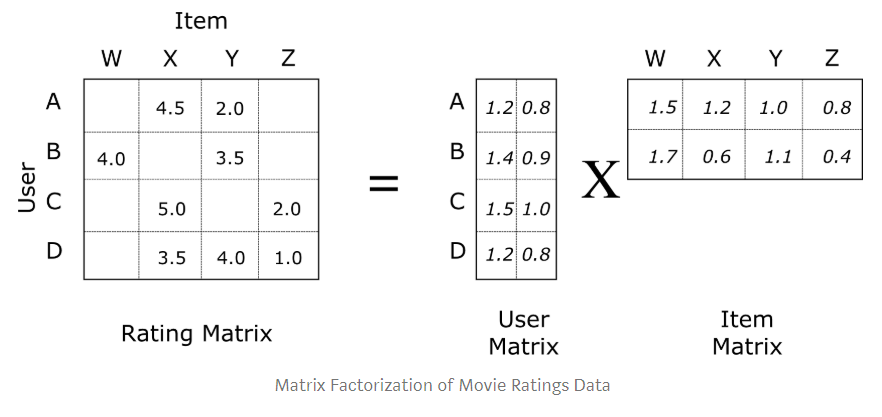 Item
W X Y Z
A 4.5 2.0
B 4.0 3.5
C 5.0 2.0
D 3.5 4.0 1.0
User
Rating Matrix
=
A 1.2 0.8
B 1.4 0.9
C 1.5 1.0
D 1.2 0.8
User
Matrix
X
W X Y Z
1.5 1.2 1.0 0.8
1.7 0.6 1.1 0.4
Item
Matrix
Matrix Factorization of Movie Ratings Data